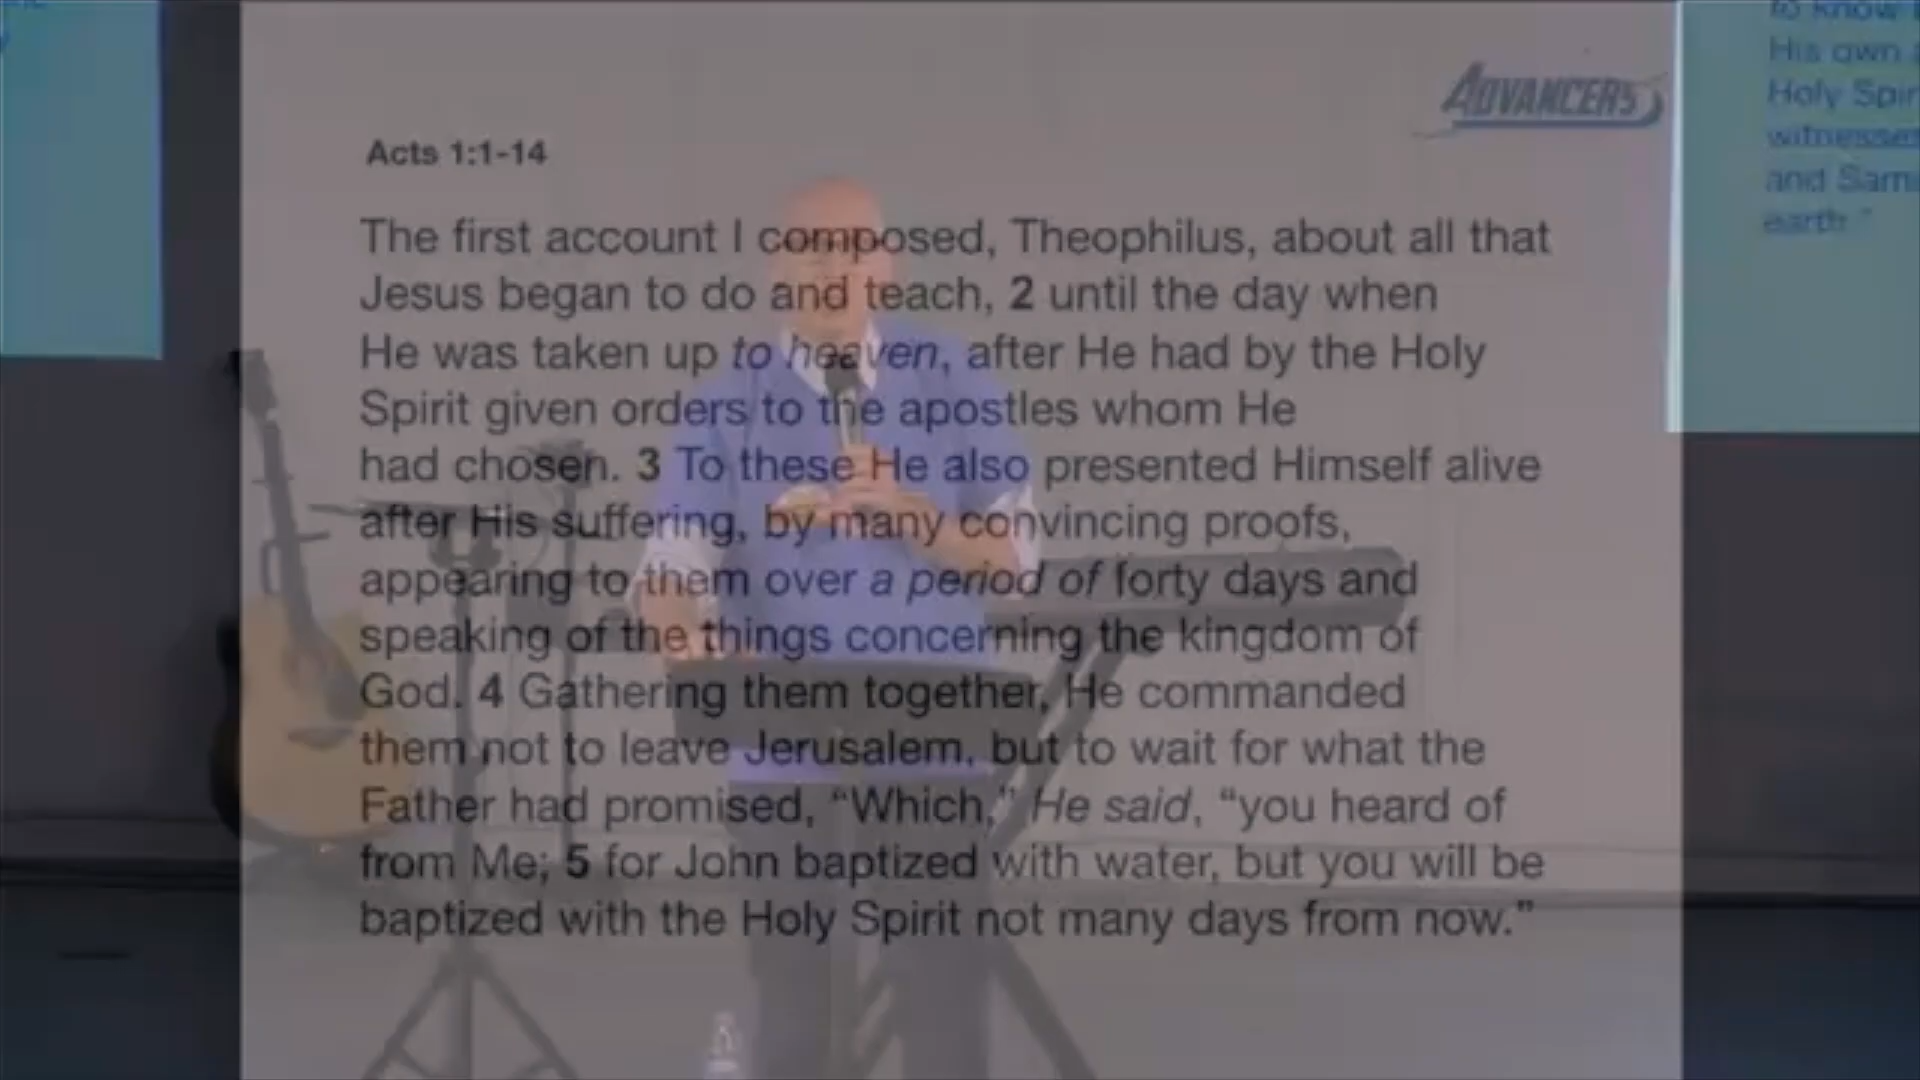 to know
His own
ADVANCERS
Holy Spir
Acts 1:1-14
witnesses
and Sam
earth."
The first account I composed, Theophilus, about all that
Jesus began to do and teach, 2 until the day when
He was taken up to heaven, after He had by the Holy
Spirit given orders to the apostles whom He
had chosen. 3 To these He also presented Himself alive
after His suffering, by many convincing proofs,
appearing to them over a period of forty days and
speaking of the things concerning the kingdom of
God. 4 Gathering them together, He commanded
them not to leave Jerusalem, but to wait for what the
Father had promised, “Which,” He said, “you heard of
from Me; 5 for John baptized with water, but you will be
baptized with the Holy Spirit not many days from now.”